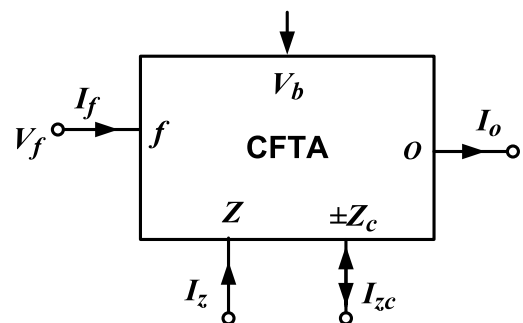 V_b
I_f
V_f
f
CFTA
O
I_o
Z
±Z_c
I_z
I_zc